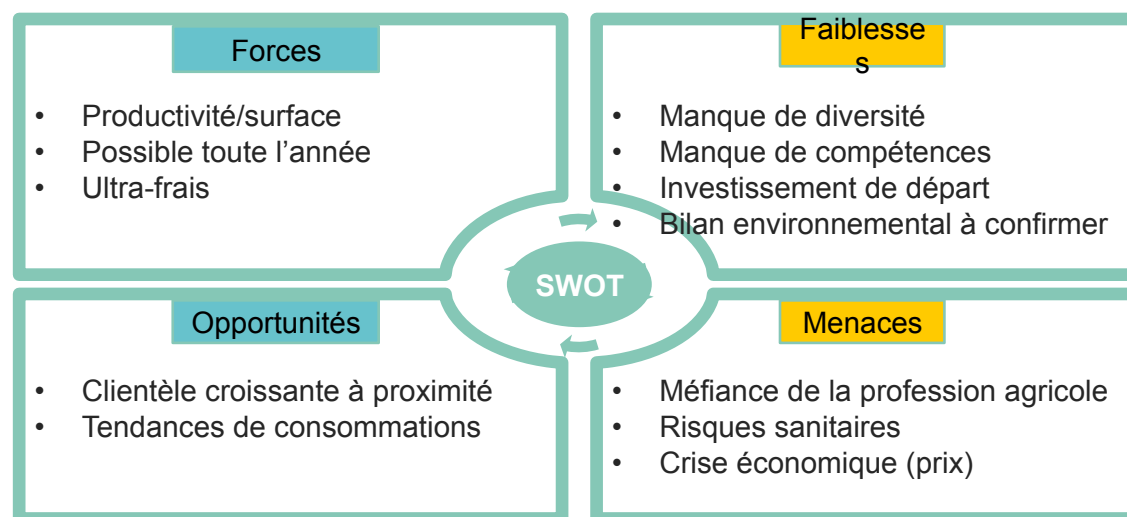 Forces
• Productivité/surface
• Possible toute l’année
• Ultra-frais
Faiblesse
s
• Manque de diversité
• Manque de compétences
• Investissement de départ
• Bilan environnemental à confirmer
SWOT
Opportunités
• Clientèle croissante à proximité
• Tendances de consommations
Menaces
• Méfiance de la profession agricole
• Risques sanitaires
• Crise économique (prix)